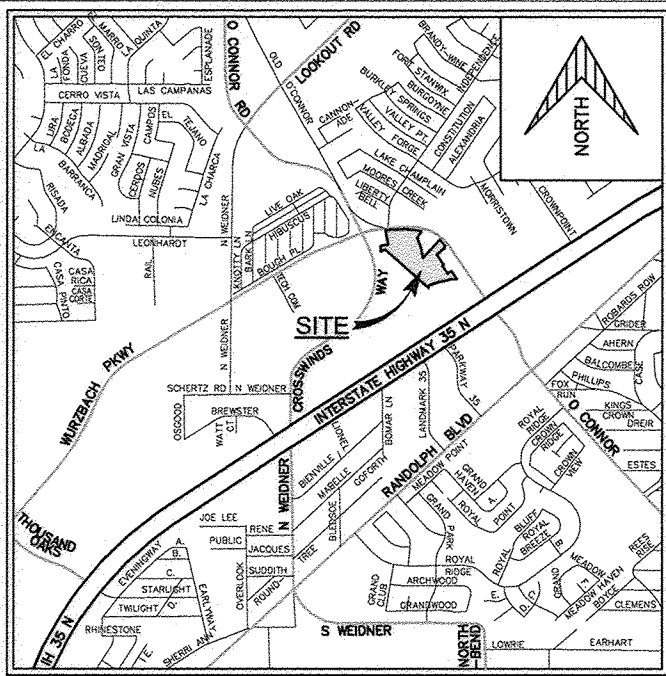 EL CHARRO
LA FONDA
CUEVA
SON TEO
MARRO
LA QUINTA
ESPLANADE
LAS CAMPANAS
CERRO VISTA
LA
LURA
BODEGA
ALBADA
MADRIGAL
GRAN VISTA
CERDOS
CAMPOS
NUBES
EL TEJANO
LA CHARCA
BARRANCA
RISADA
ENCANTA
LINDA COLONIA
LEONHARDT
RAIL
CASA PINTO
CASA RICA
CASA CORTE
O CONNOR RD
OLD O'CONNOR
LOOKOUT RD
BRANDYWINE
INDEPENDENCE
FORT STANWIX
BURGOYNE
BURKLEY SPRINGS
VALLEY PT.
VALLEY FORGE
CANNON-
ADE
CONSTITUTION
ALEXANDRIA
LAKE CHAMPLAIN
MOORES CREEK
LIBERTY BELL
MORRISTOWN
CROWNPOINT
NORTH
N WEIDNER
KNOTTY LN
BARK LN
LIVE OAK
HIBUSCUS
BOUGH PL
TECH COM
SITE
CROSSWINDS
WAY
INTERSTATE HIGHWAY 35 N
WURZBACH PKWY
N WEIDNER
SCHERTZ RD
N WEIDNER
OSGOOD
BREWSTER
WATT CT
THOUSAND
OAKS
IH 35 N
EVENINGWAY
A.
B.
C.
STARLIGHT
TWILIGHT
D.
RHINESTONE
E.
SHERRI ANN
EARLYWAY
JOE LEE
PUBLIC
OVERLOOK
RENE
JACQUES
SUDDITH
ROUND-
TREE
BLEDSOE
N WEIDNER
BIENVILLE
MABELLE
GOFORTH
BOMAR LN
LANDMARK 35
PARKWAY 35
RANDOLPH BLVD
MEADOW POINT
GRAND HAVEN
A.
ROYAL POINT
GRAND
PARK
ROYAL RIDGE
ARCHWOOD
GRANDWOOD
GRAND CLUB
ROYAL RIDGE
CROWN RIDGE
CROWN VIEW
BLUFF
ROYAL BREEZE
ROYAL
B
E.
D.
C.
GRAND
MEADOW
MEADOW HAVEN
BOYCE
REES RISE
CLEMENS
S WEIDNER
NORTH
-BEND
LOWRIE
EARHART
O CONNOR
ROBARDS ROW
GRIDER
AHERN
BALCOMBE
CASE
PHILLIPS
FOX RUN
KINGS CROWN
DREIR
ESTES